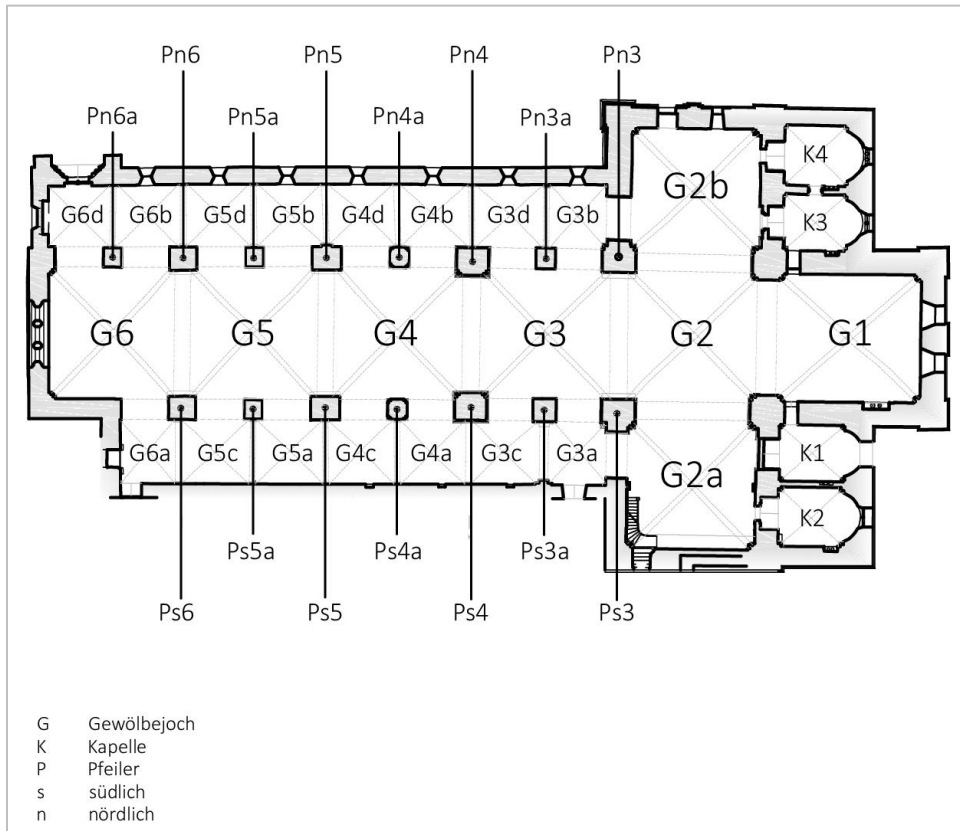 Pn6 Pn5 Pn4 Pn3
Pn6a Pn5a Pn4a Pn3a
K4
G2b
G6d G6b G5d G5b G4d G4b G3d G3b
K3
G6 G5 G4 G3 G2 G1
G6a G5c G5a G4c G4a G3c G3a
K1
G2a
K2
Ps5a Ps4a Ps3a
Ps6 Ps5 Ps4 Ps3
G Gewölbejoch
K Kapelle
P Pfeiler
s südlich
n nördlich